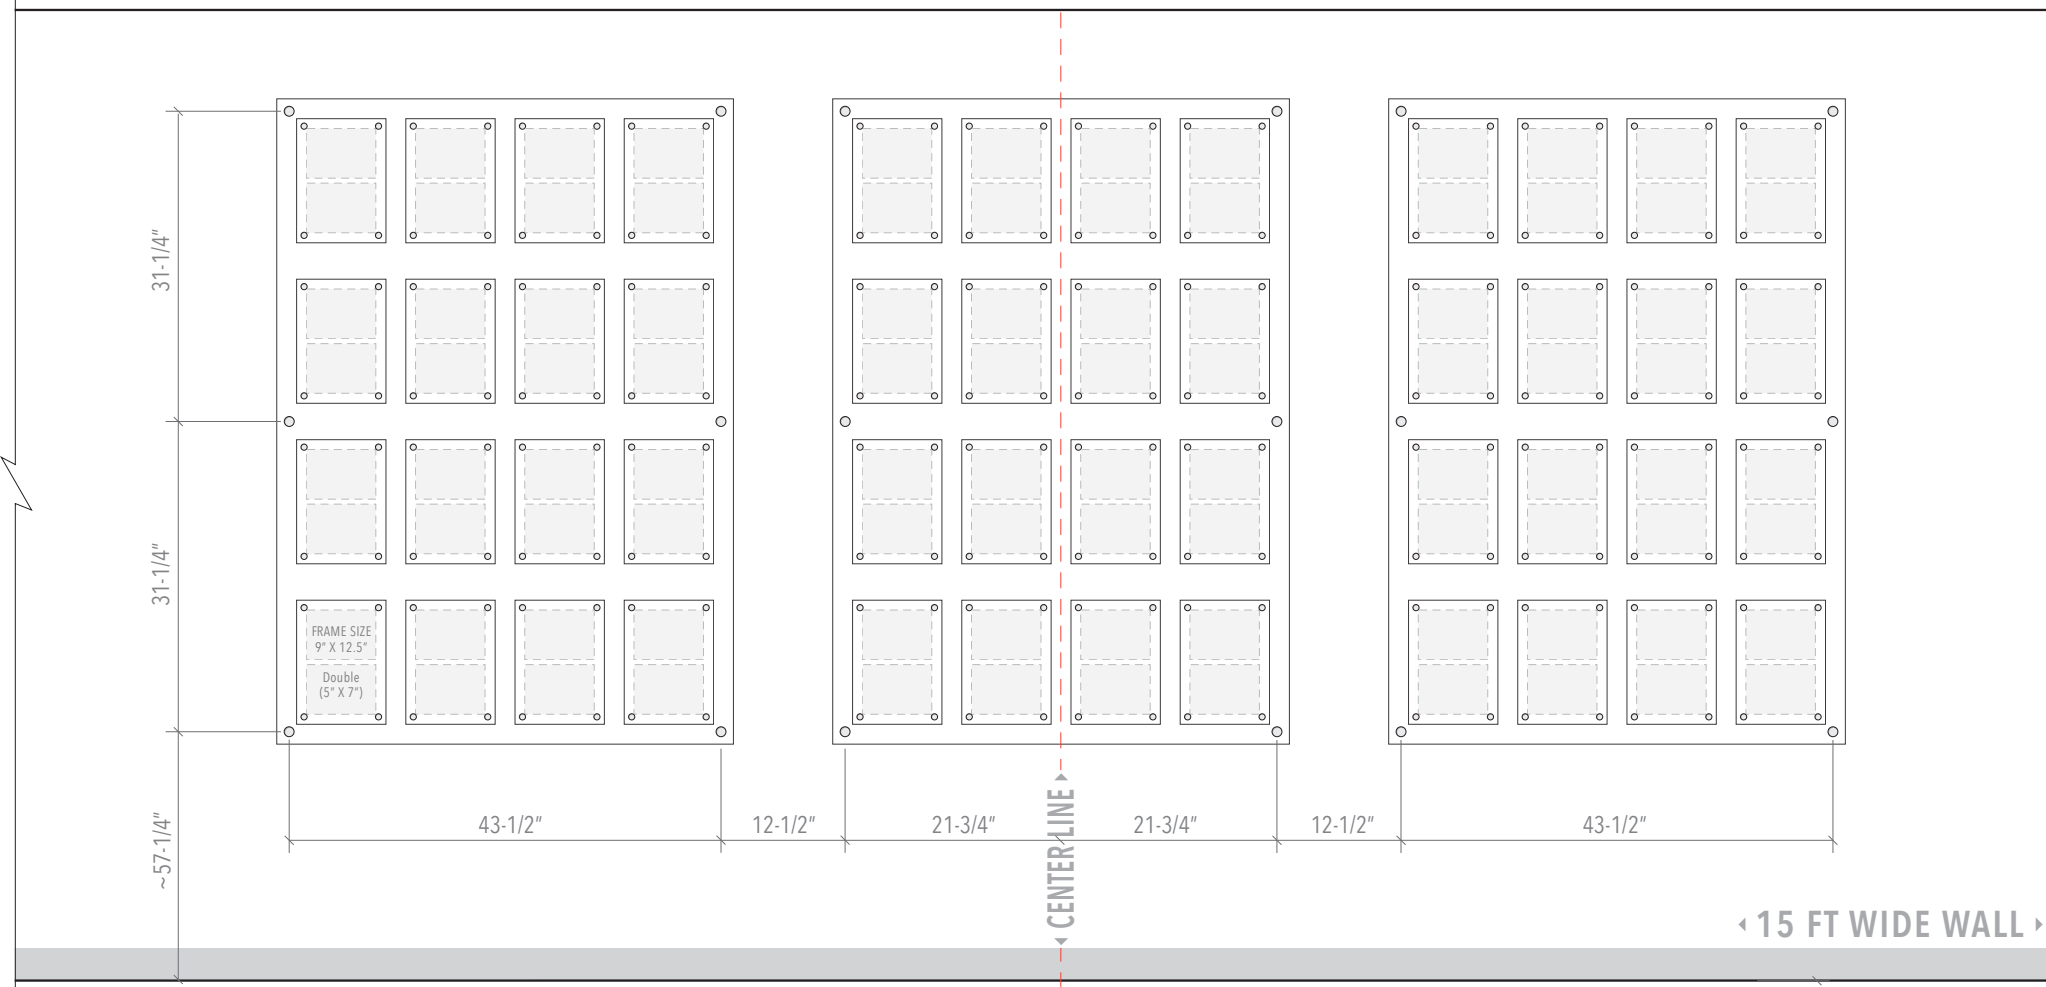 31-1/4"
31-1/4"
FRAME SIZE
9" X 12.5"
Double
(5" X 7")
~57-1/4"
43-1/2"
12-1/2"
21-3/4"
21-3/4"
12-1/2"
43-1/2"
CENTER LINE
15 FT WIDE WALL